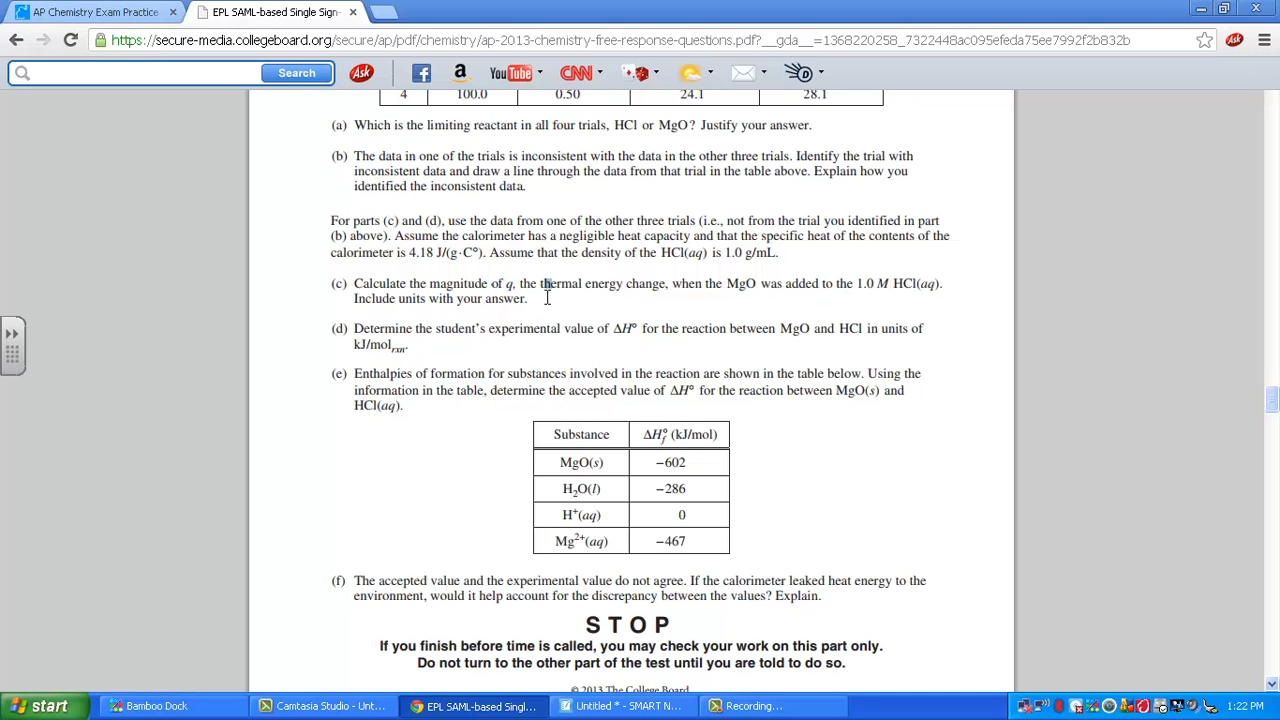 AP Chemistry Exam Practice
EPL SAML-based Single Sign-
https://secure-media.collegeboard.org/secure/ap/pdf/chemistry/ap-2013-chemistry-free-response-questions.pdf?__gda__=1368220258_7322448ac095efeda75ee7992f2b832b
Ask
Search
Ask
YouTube
CNN
4 100.0 0.50 24.1 28.1
(a) Which is the limiting reactant in all four trials, HCl or MgO? Justify your answer.
(b) The data in one of the trials is inconsistent with the data in the other three trials. Identify the trial with
inconsistent data and draw a line through the data from that trial in the table above. Explain how you
identified the inconsistent data.
For parts (c) and (d), use the data from one of the other three trials (i.e., not from the trial you identified in part
(b) above). Assume the calorimeter has a negligible heat capacity and that the specific heat of the contents of the
calorimeter is 4.18 J/(g·C°). Assume that the density of the HCl(aq) is 1.0 g/mL.
(c) Calculate the magnitude of q, the thermal energy change, when the MgO was added to the 1.0 M HCl(aq).
Include units with your answer.
(d) Determine the student's experimental value of ΔH° for the reaction between MgO and HCl in units of
kJ/molrxn.
(e) Enthalpies of formation for substances involved in the reaction are shown in the table below. Using the
information in the table, determine the accepted value of ΔH° for the reaction between MgO(s) and
HCl(aq).
Substance ΔHf° (kJ/mol)
MgO(s) −602
H2O(l) −286
H+(aq) 0
Mg2+(aq) −467
(f) The accepted value and the experimental value do not agree. If the calorimeter leaked heat energy to the
environment, would it help account for the discrepancy between the values? Explain.
STOP
If you finish before time is called, you may check your work on this part only.
Do not turn to the other part of the test until you are told to do so.
© 2013 The College Board
start
Bamboo Dock
Camtasia Studio - Unt...
EPL SAML-based Singl...
Untitled * - SMART N...
Recording...
1:22 PM